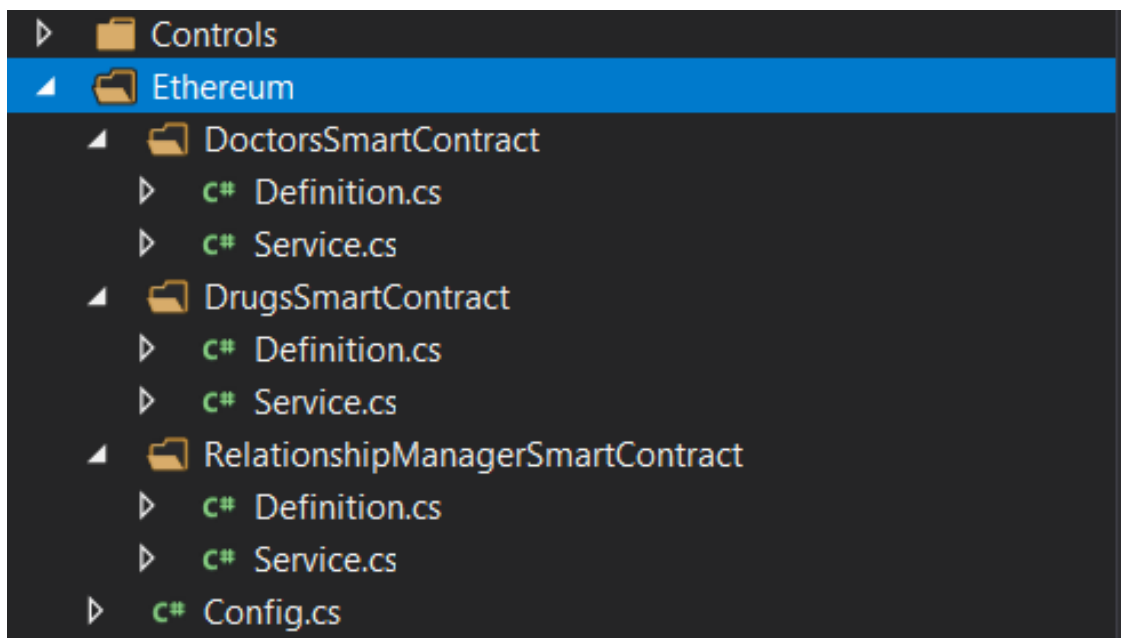 Controls
Ethereum
DoctorsSmartContract
C# Definition.cs
C# Service.cs
DrugsSmartContract
C# Definition.cs
C# Service.cs
RelationshipManagerSmartContract
C# Definition.cs
C# Service.cs
C# Config.cs